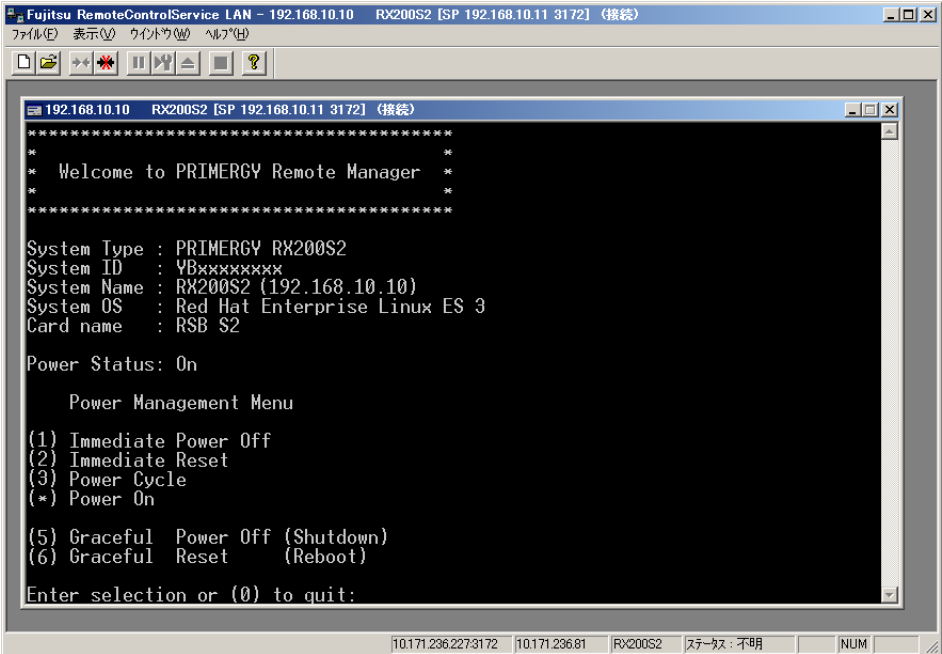 Fujitsu RemoteControlService LAN - 192.168.10.10 RX200S2 [SP 192.168.10.11 3172] (接続)
ファイル(F) 表示(V) ウインドウ(W) ヘルプ(H)
192.168.10.10 RX200S2 [SP 192.168.10.11 3172] (接続)
****************************************
* *
* Welcome to PRIMERGY Remote Manager *
* *
****************************************
System Type : PRIMERGY RX200S2
System ID : YBxxxxxxxx
System Name : RX200S2 (192.168.10.10)
System OS : Red Hat Enterprise Linux ES 3
Card name : RSB S2
Power Status: On
Power Management Menu
(1) Immediate Power Off
(2) Immediate Reset
(3) Power Cycle
(*) Power On
(5) Graceful Power Off (Shutdown)
(6) Graceful Reset (Reboot)
Enter selection or (0) to quit:
10.171.236.227:3172 10.171.236.81 RX200S2 ステータス : 不明 NUM